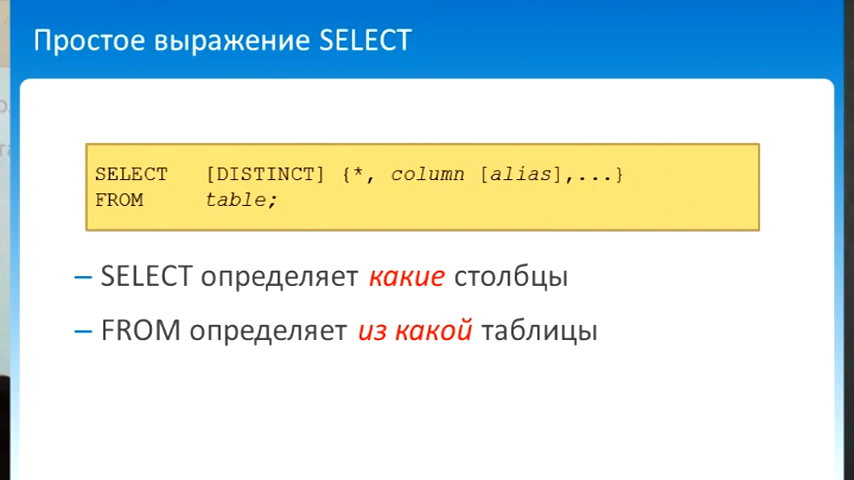 Простое выражение SELECT
SELECT [DISTINCT] {*, column [alias],...}
FROM table;
– SELECT определяет какие столбцы
– FROM определяет из какой таблицы